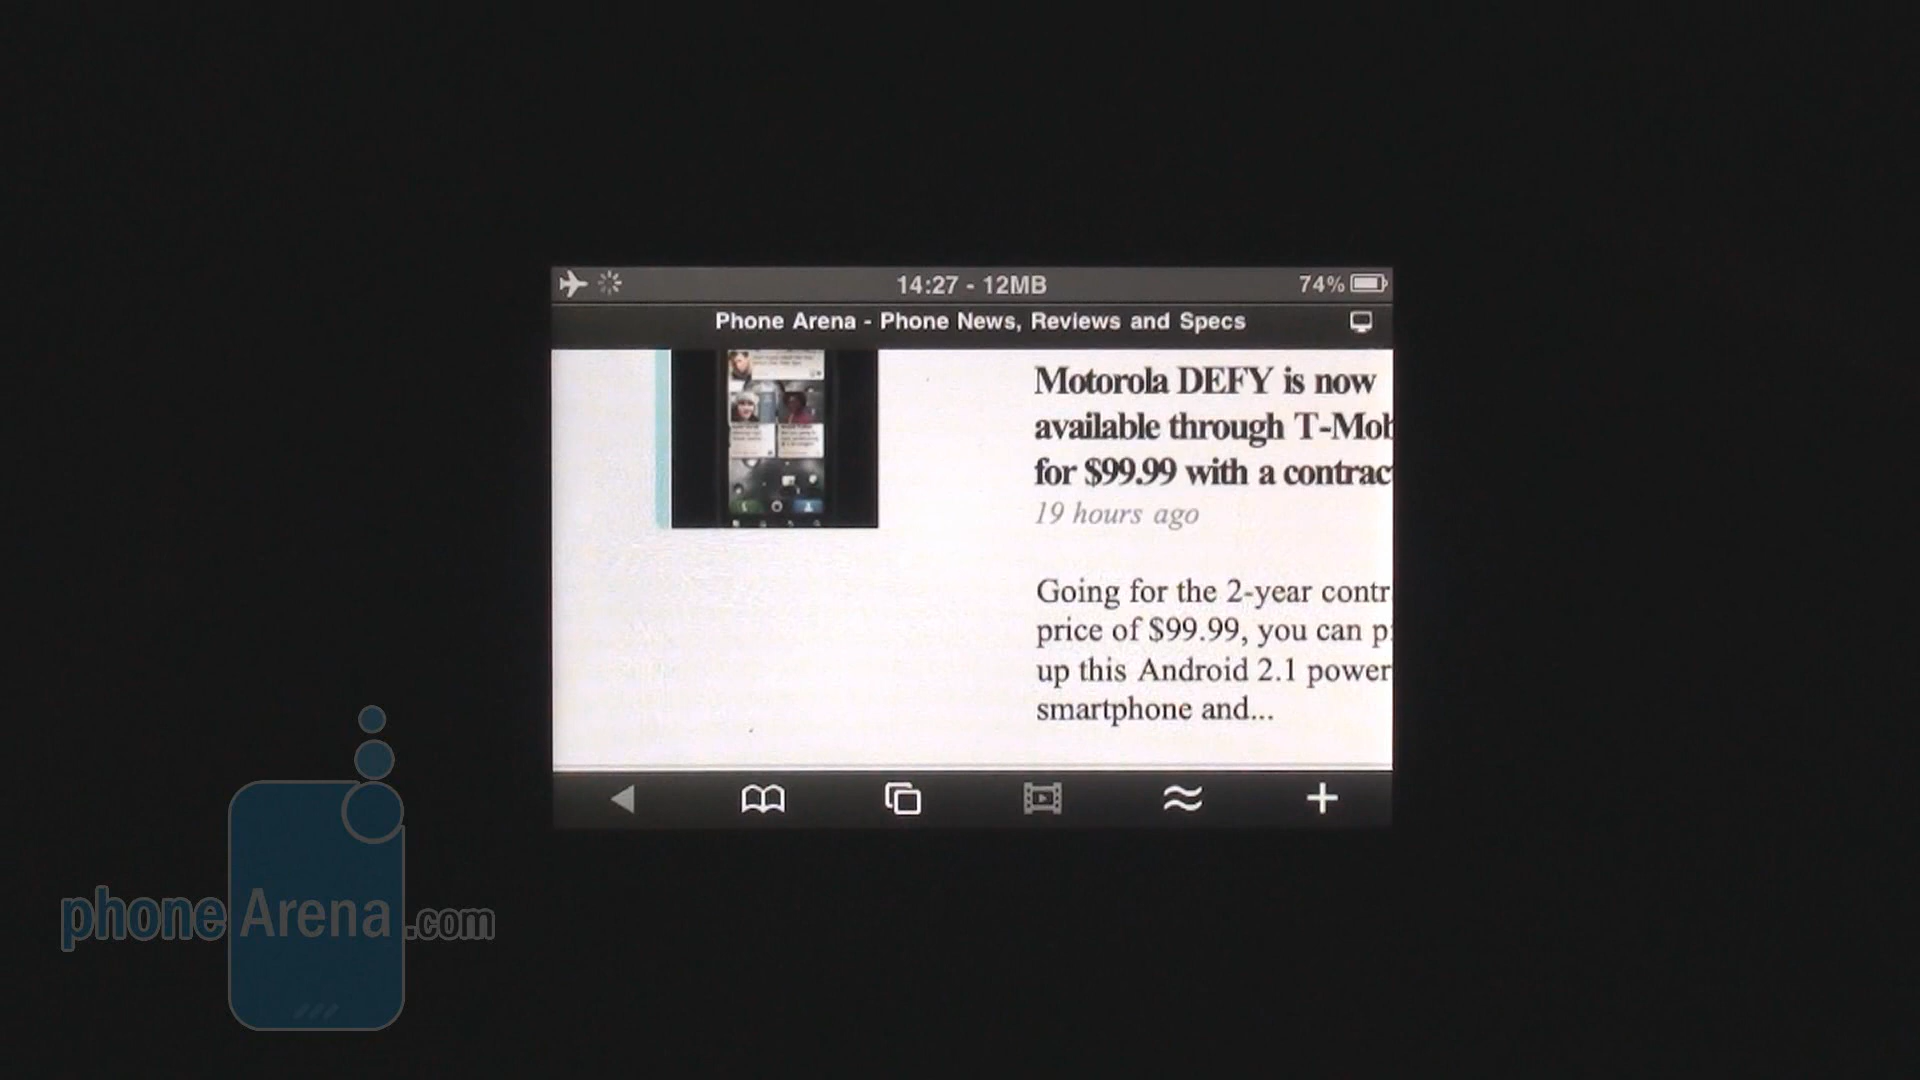 14:27 - 12MB
74%
Phone Arena - Phone News, Reviews and Specs
Motorola DEFY is now
available through T-Mob
for $99.99 with a contrac
19 hours ago
Going for the 2-year contr
price of $99.99, you can p
up this Android 2.1 power
smartphone and...
phoneArena.com